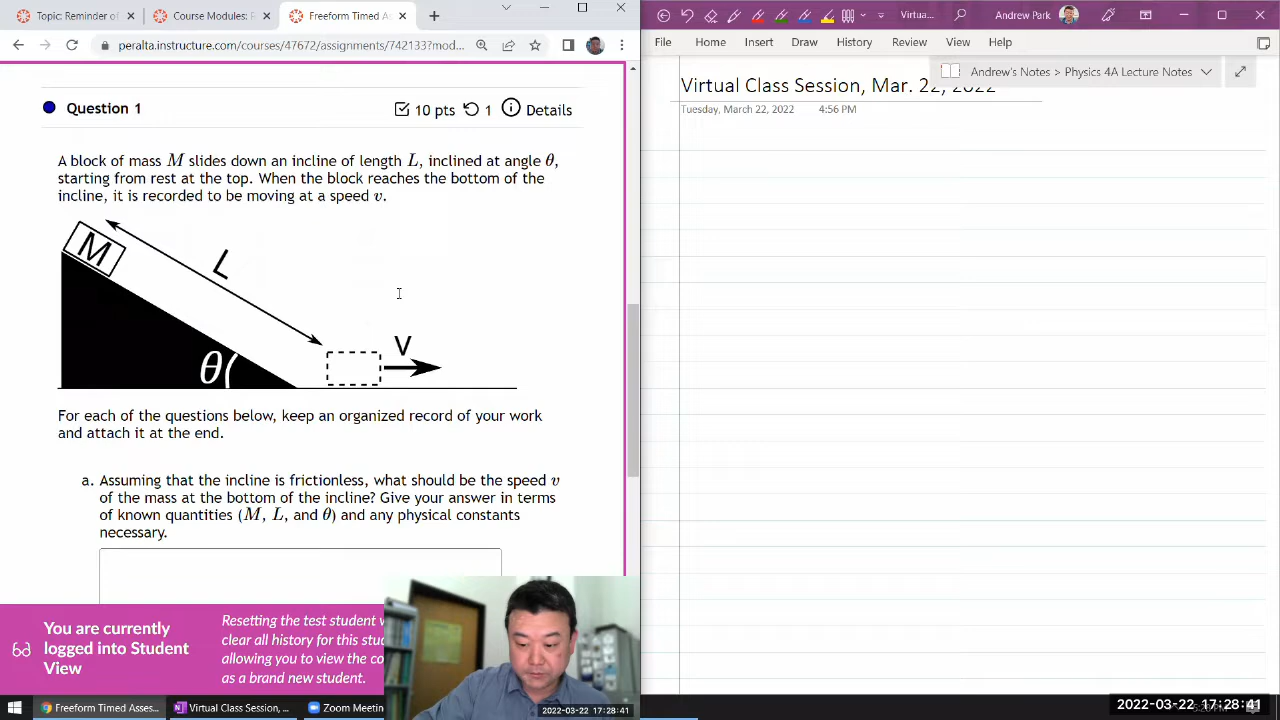 Topic: Reminder of
Course Modules: P
Freeform Timed As
Virtua...
Andrew Park
peralta.instructure.com/courses/47672/assignments/742133?mod...
File Home Insert Draw History Review View Help
Question 1
10 pts 1 Details
Virtual Class Session, Mar. 22, 2022
Andrew's Notes > Physics 4A Lecture Notes
Tuesday, March 22, 2022 4:56 PM
A block of mass M slides down an incline of length L, inclined at angle θ,
starting from rest at the top. When the block reaches the bottom of the
incline, it is recorded to be moving at a speed v.
M
L
θ
V
For each of the questions below, keep an organized record of your work
and attach it at the end.
a. Assuming that the incline is frictionless, what should be the speed v
of the mass at the bottom of the incline? Give your answer in terms
of known quantities (M, L, and θ) and any physical constants
necessary.
You are currently
logged into Student
View
Resetting the test student
clear all history for this stu
allowing you to view the co
as a brand new student.
Freeform Timed Asses...
Virtual Class Session, ...
Zoom Meeting
2022-03-22 17:28:41
2022-03-22 17:28:41